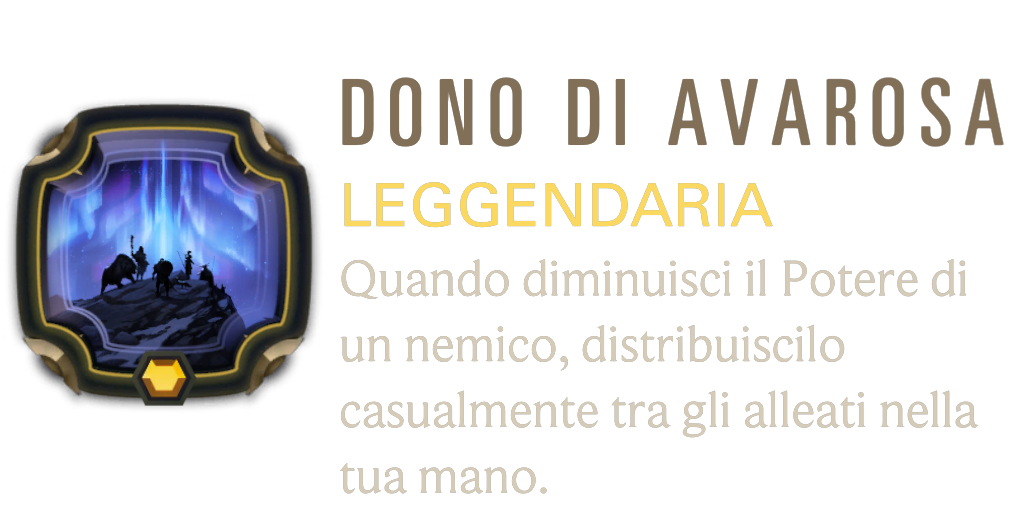 DONO DI AVAROSA
LEGGENDARIA
Quando diminuisci il Potere di
un nemico, distribuiscilo
casualmente tra gli alleati nella
tua mano.